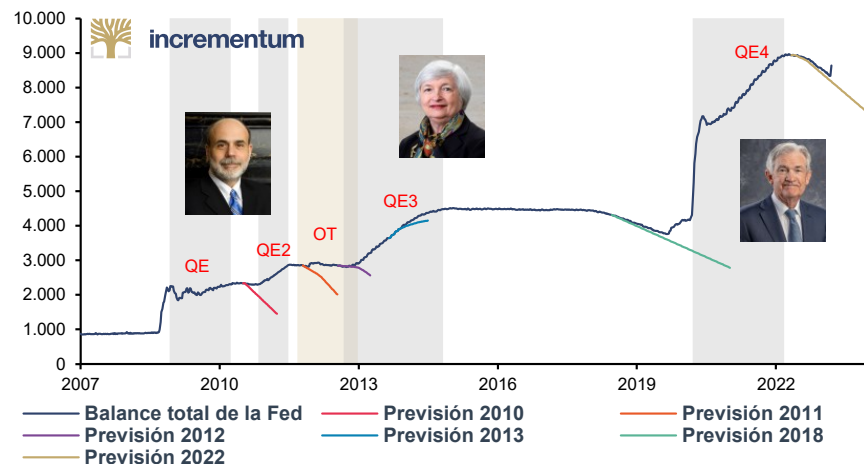 10.000
9.000
8.000
7.000
6.000
5.000
4.000
3.000
2.000
1.000
0
incrementum
QE
QE2
OT
QE3
QE4
2007
2010
2013
2016
2019
2022
Balance total de la Fed
Previsión 2010
Previsión 2011
Previsión 2012
Previsión 2013
Previsión 2018
Previsión 2022